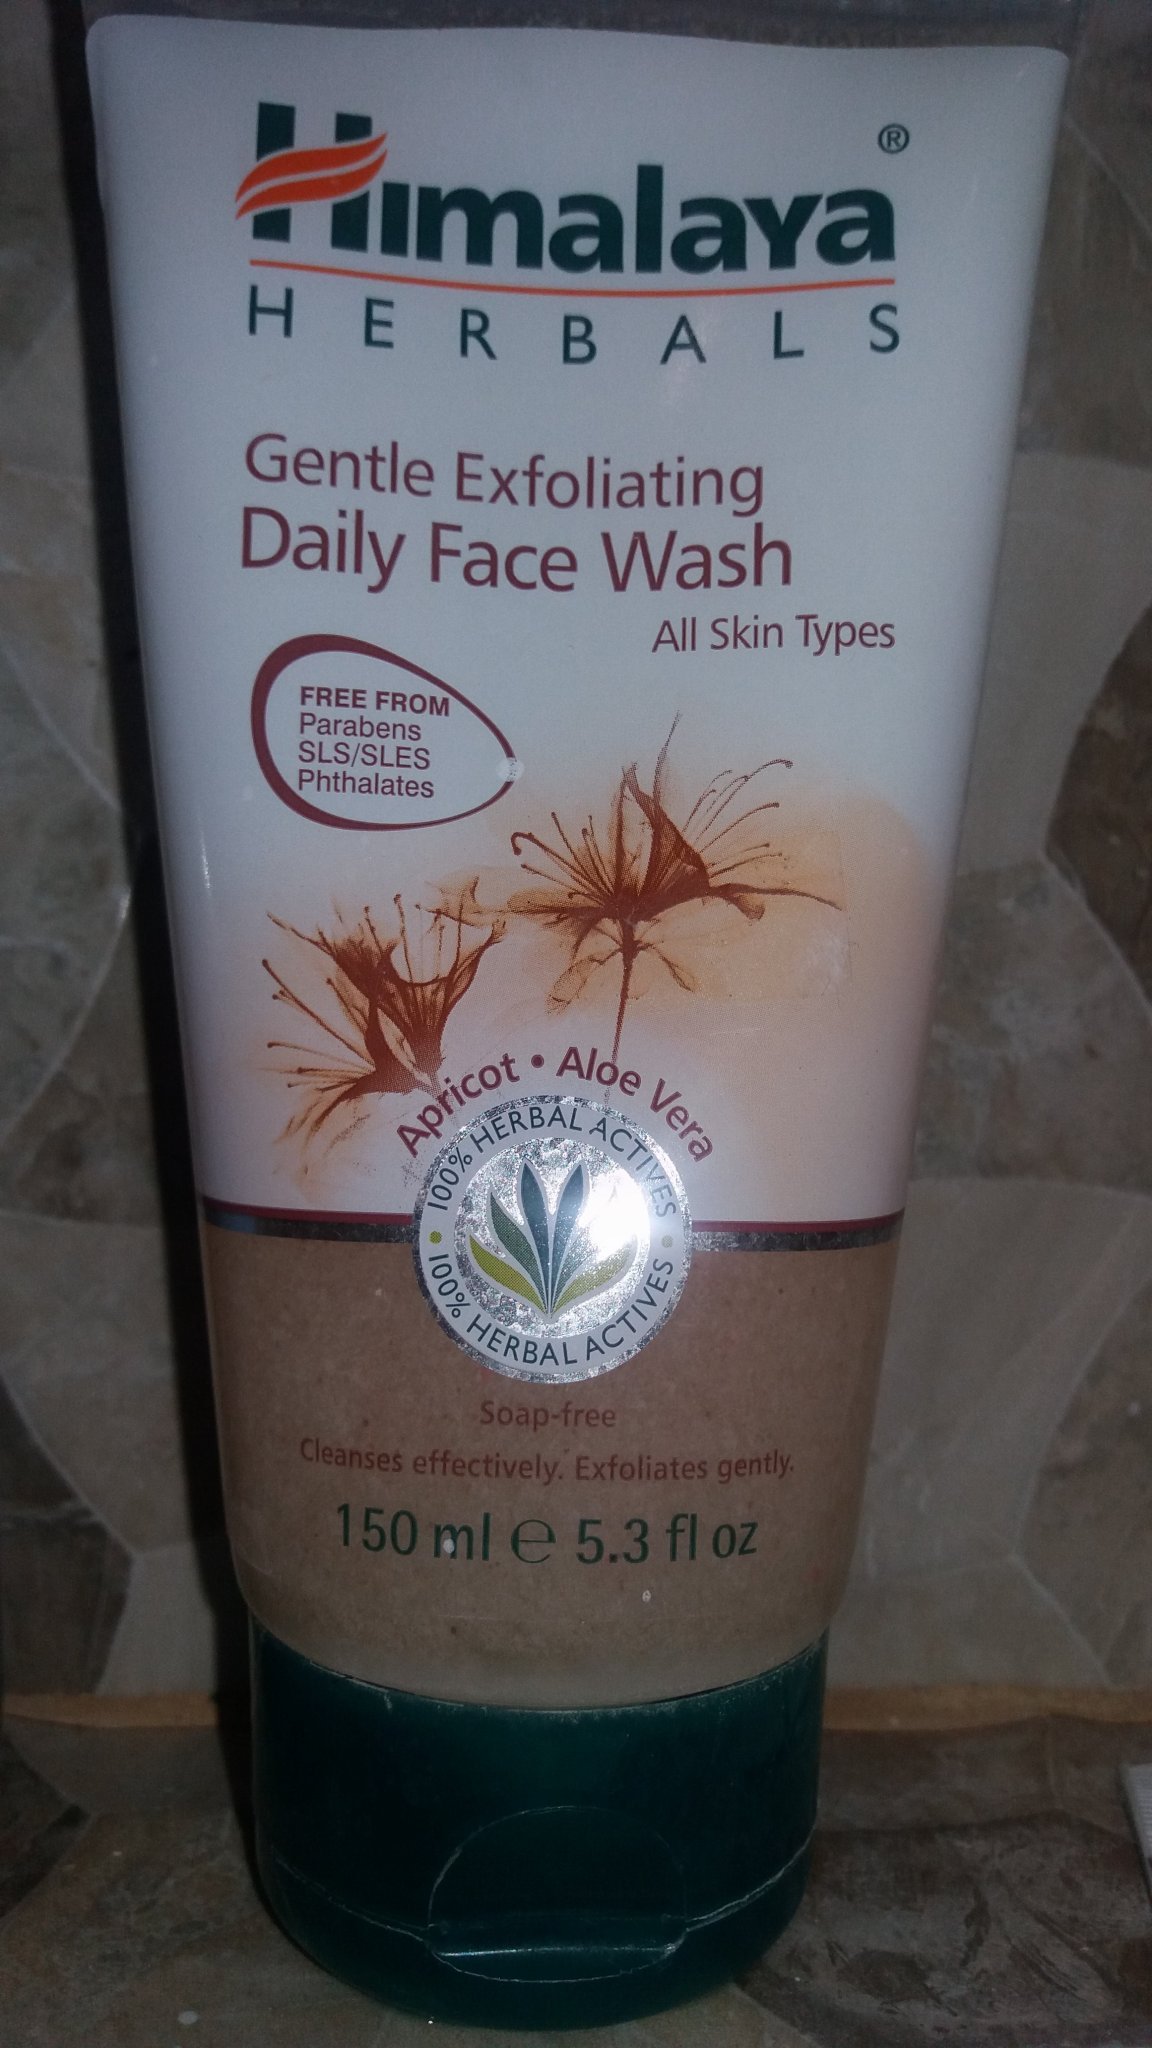 Himalaya ®
HERBALS
Gentle Exfoliating
Daily Face Wash
All Skin Types
FREE FROM
Parabens
SLS/SLES
Phthalates
Apricot • Aloe Vera
100% HERBAL ACTIVES •
100% HERBAL ACTIVES •
Soap-free
Cleanses effectively. Exfoliates gently.
150 ml ℮ 5.3 fl oz